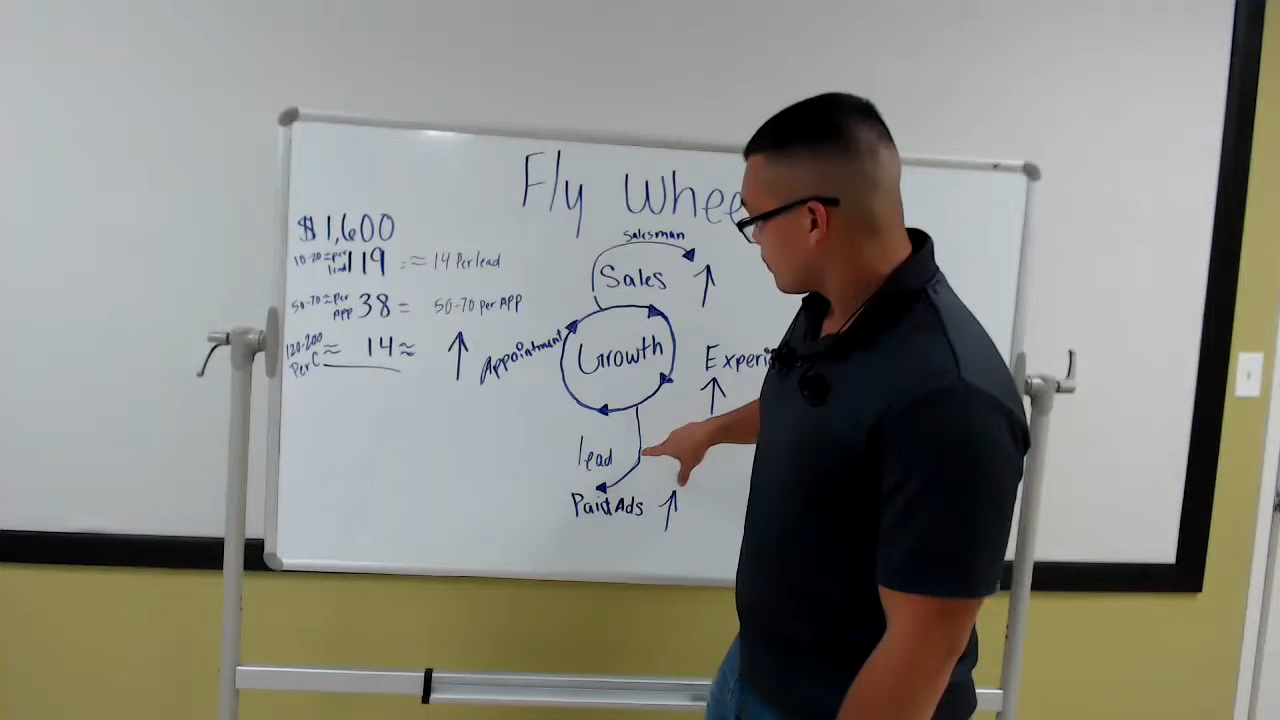 Fly Whee
$1,600
10-20 ≈ per lead 119 ≈ 14 Per lead
50-70 ≈ per APP 38 = 50-70 per APP
120-200 Per C ≈ 14 ≈
Salesman
Sales
Appointment
Growth
Experi
lead
Paid Ads